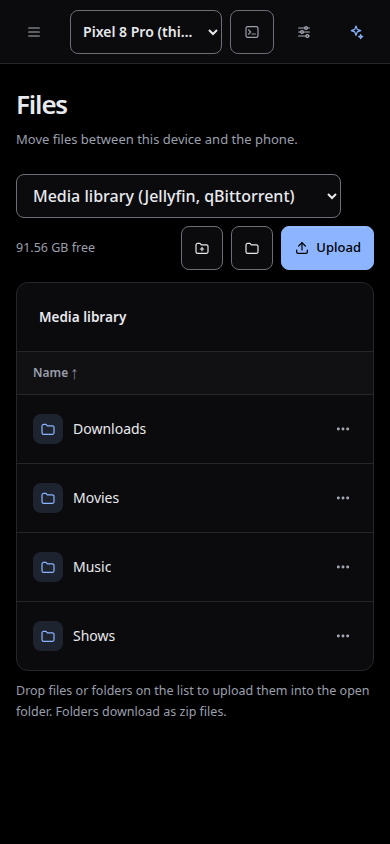 Pixel 8 Pro (thi...
Files
Move files between this device and the phone.
Media library (Jellyfin, qBittorrent)
91.56 GB free
Upload
Media library
Name ↑
Downloads
Movies
Music
Shows
Drop files or folders on the list to upload them into the open
folder. Folders download as zip files.